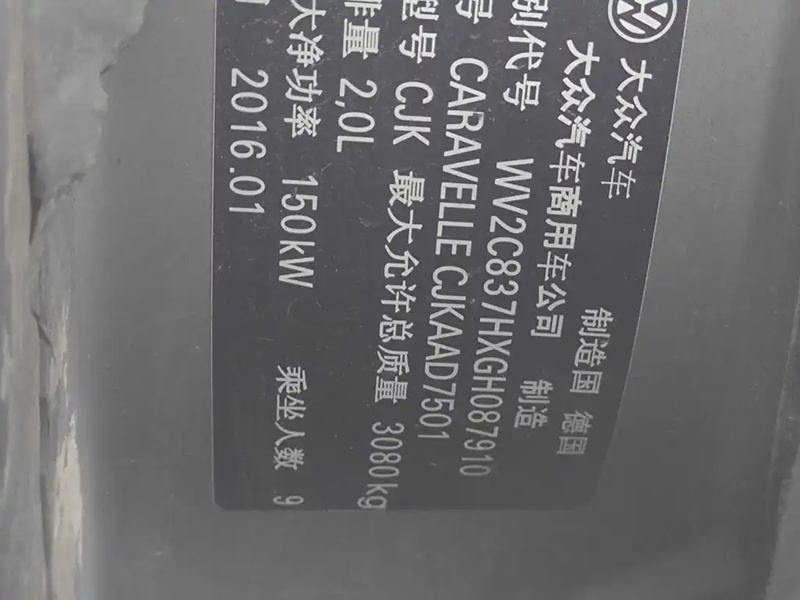 大众汽车 制造国 德国
大众汽车商用车公司 制造
别代号 WV2C837HXGH087910
号 CARAVELLE CJKAAD7501
型号 CJK 最大允许总质量 3080kg
排量 2,0L
大净功率 150kW 乘坐人数 9
2016.01